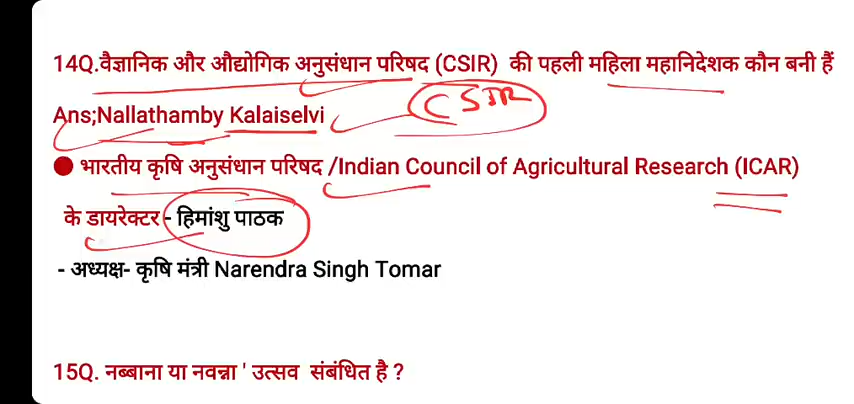 14Q.वैज्ञानिक और औद्योगिक अनुसंधान परिषद (CSIR) की पहली महिला महानिदेशक कौन बनी हैं
Ans;Nallathamby Kalaiselvi CSIR
● भारतीय कृषि अनुसंधान परिषद /Indian Council of Agricultural Research (ICAR)
के डायरेक्टर - हिमांशु पाठक
- अध्यक्ष- कृषि मंत्री Narendra Singh Tomar
15Q. नब्बाना या नवन्ना ' उत्सव संबंधित है ?